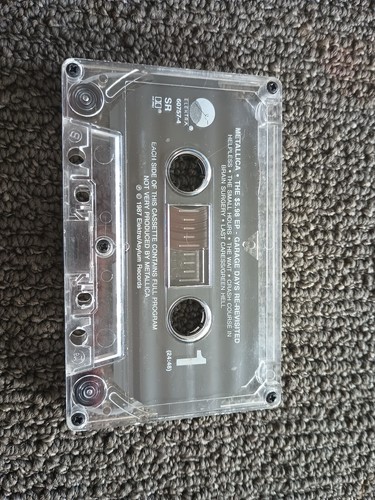 METALLICA • THE $5.98 EP - GARAGE DAYS RE-REVISITED
HELPLESS • THE SMALL HOURS • THE WAIT • CRASH COURSE IN
BRAIN SURGERY • LAST CARESS/GREEN HELL
ELEKTRA
60757-4
SR
1
(24:48)
EACH SIDE OF THIS CASSETTE CONTAINS FULL PROGRAM
NOT VERY PRODUCED BY METALLICA
℗ © 1987 Elektra/Asylum Records